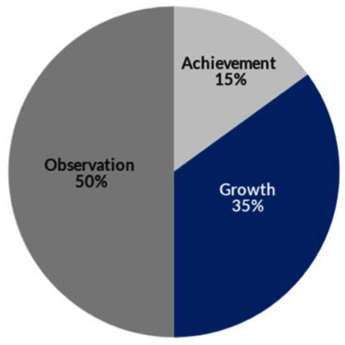 Achievement
15%
Observation
50%
Growth
35%